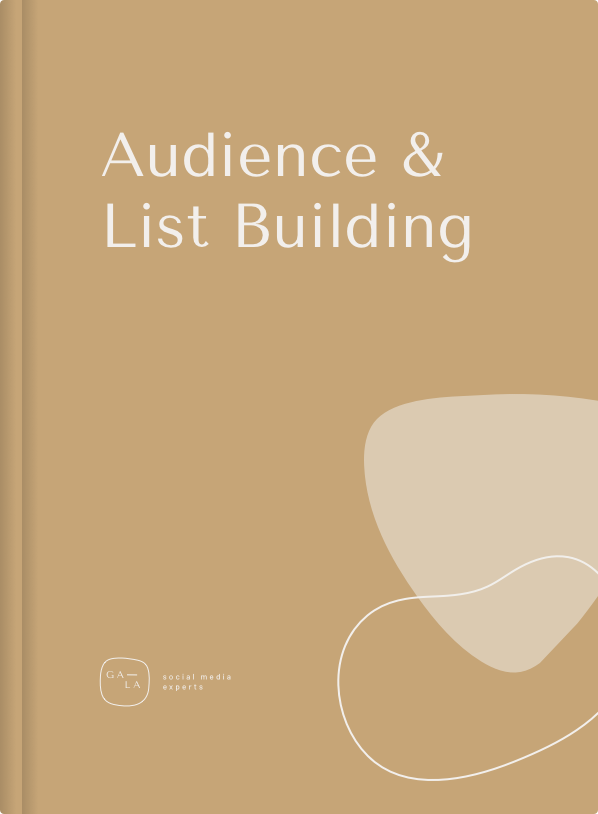 Audience &
List Building
GA—
LA
social media
experts